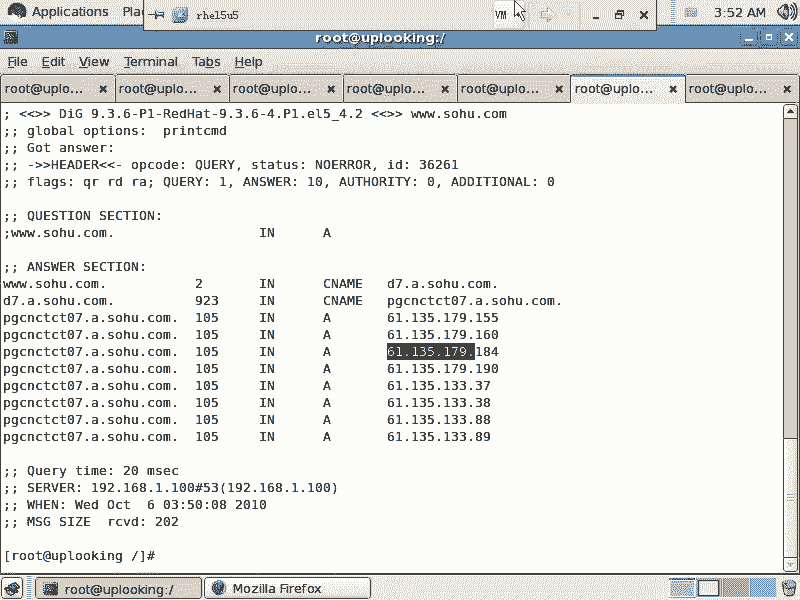 Applications Pla rhel5u5 VM 3:52 AM
root@uplooking:/
File Edit View Terminal Tabs Help
root@uplo... root@uplo... root@uplo... root@uplo... root@uplo... root@uplo... root@uplo...
; <<>> DiG 9.3.6-P1-RedHat-9.3.6-4.P1.el5_4.2 <<>> www.sohu.com
;; global options:  printcmd
;; Got answer:
;; ->>HEADER<<- opcode: QUERY, status: NOERROR, id: 36261
;; flags: qr rd ra; QUERY: 1, ANSWER: 10, AUTHORITY: 0, ADDITIONAL: 0
;; QUESTION SECTION:
;www.sohu.com. IN A
;; ANSWER SECTION:
www.sohu.com. 2 IN CNAME d7.a.sohu.com.
d7.a.sohu.com. 923 IN CNAME pgcnctct07.a.sohu.com.
pgcnctct07.a.sohu.com. 105 IN A 61.135.179.155
pgcnctct07.a.sohu.com. 105 IN A 61.135.179.160
pgcnctct07.a.sohu.com. 105 IN A 61.135.179.184
pgcnctct07.a.sohu.com. 105 IN A 61.135.179.190
pgcnctct07.a.sohu.com. 105 IN A 61.135.133.37
pgcnctct07.a.sohu.com. 105 IN A 61.135.133.38
pgcnctct07.a.sohu.com. 105 IN A 61.135.133.88
pgcnctct07.a.sohu.com. 105 IN A 61.135.133.89
;; Query time: 20 msec
;; SERVER: 192.168.1.100#53(192.168.1.100)
;; WHEN: Wed Oct  6 03:50:08 2010
;; MSG SIZE  rcvd: 202
[root@uplooking /]#
root@uplooking:/ Mozilla Firefox